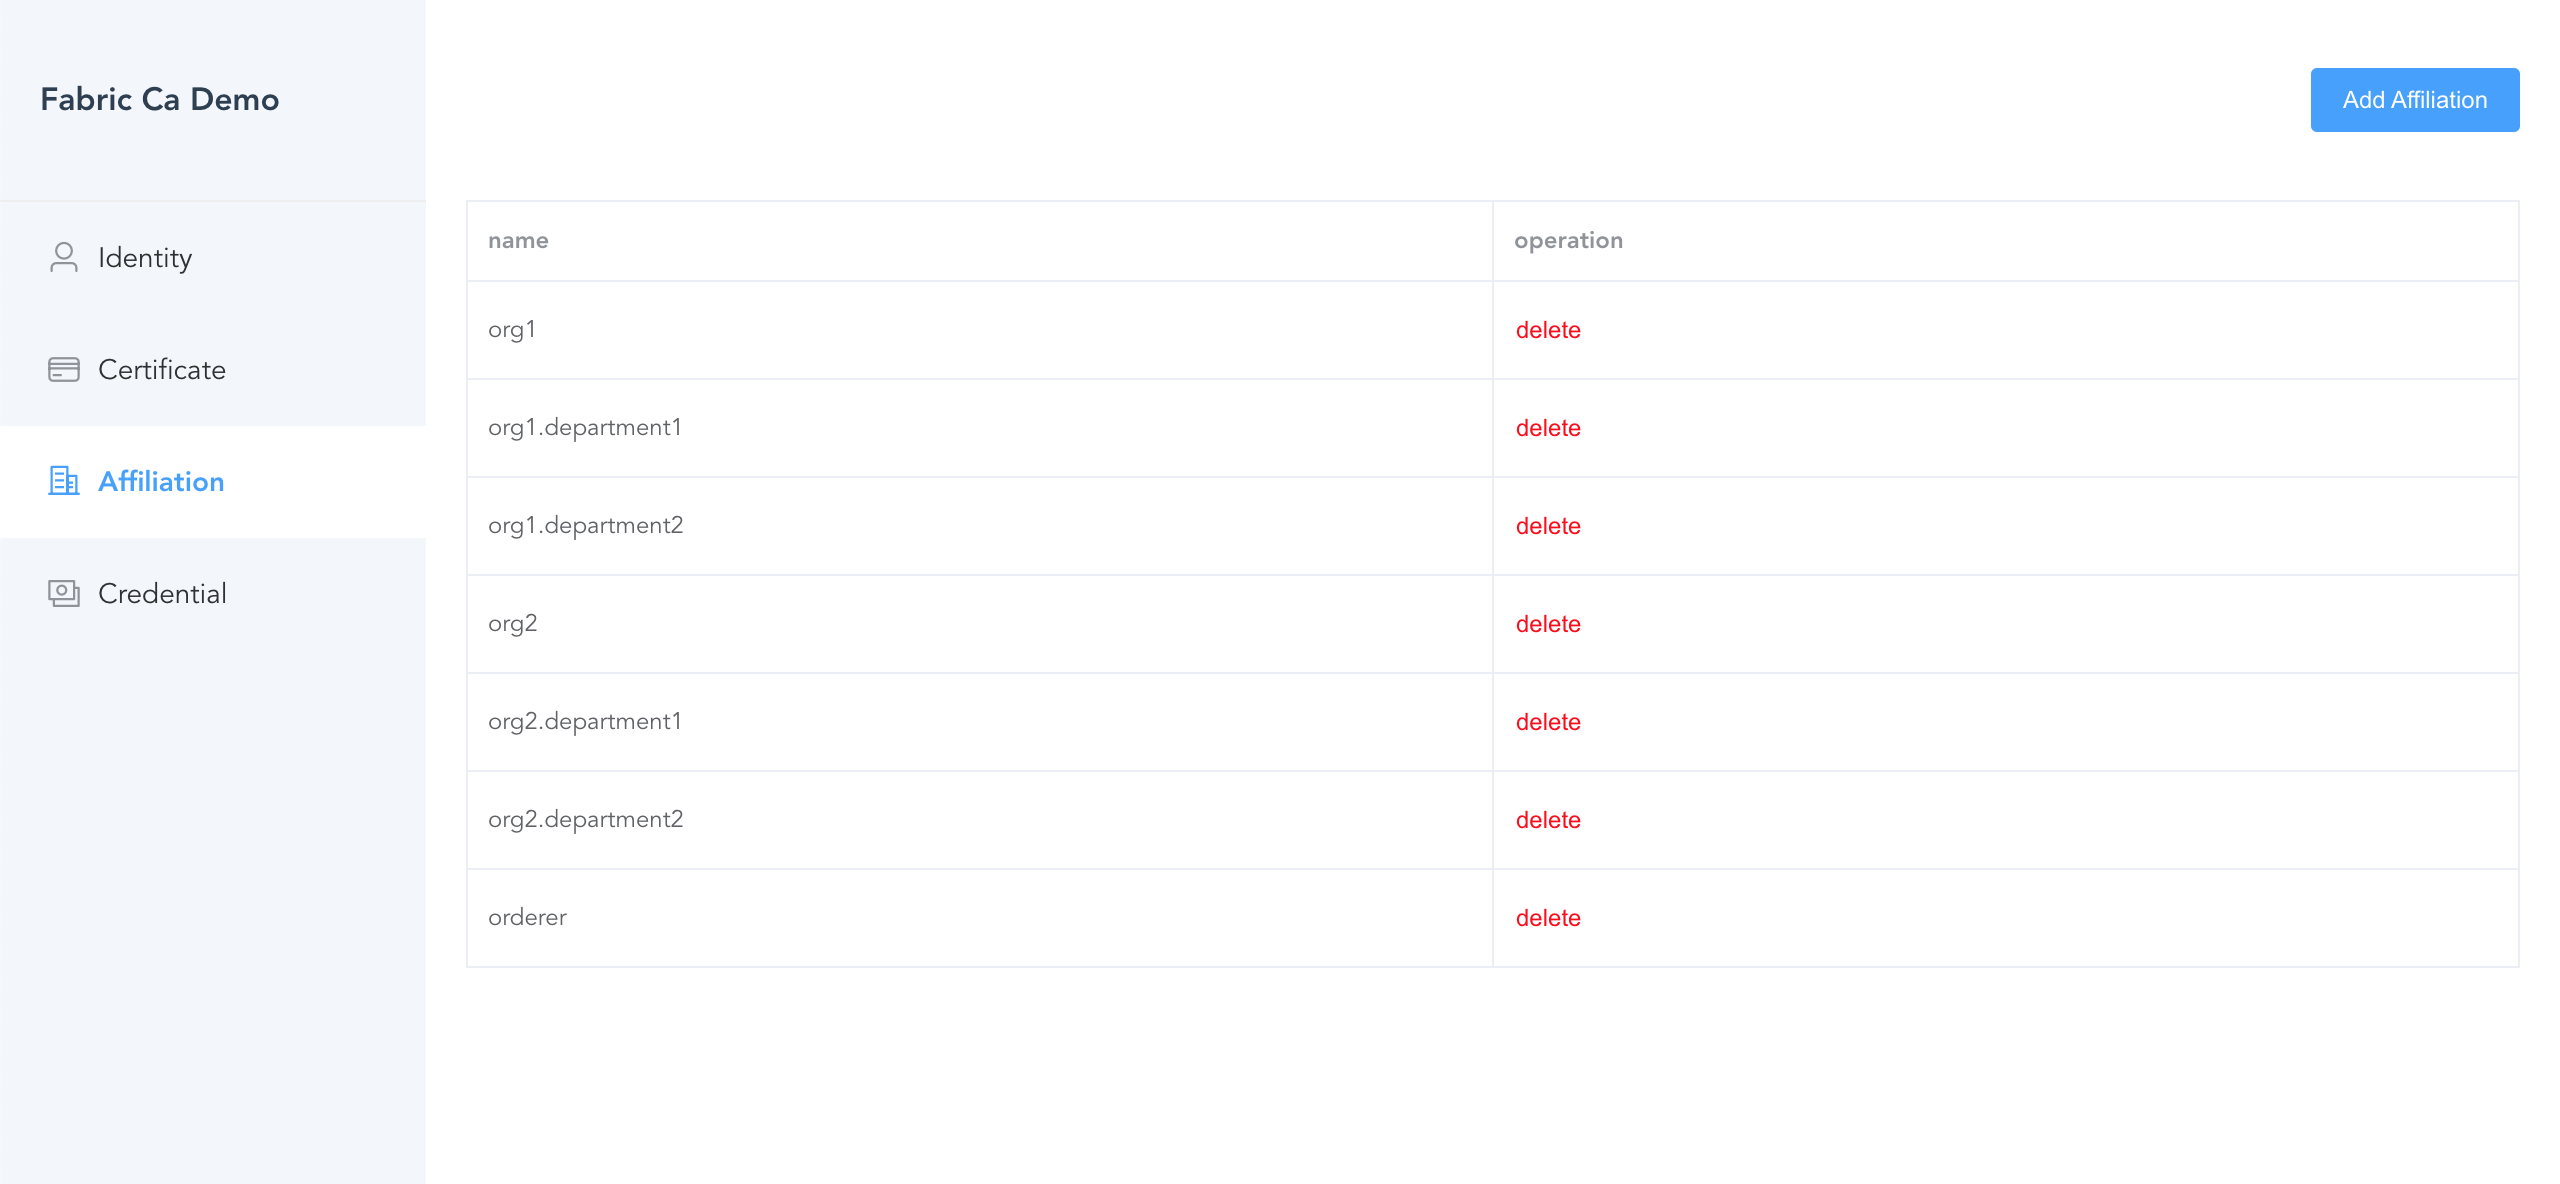 Fabric Ca Demo
Identity
Certificate
Affiliation
Credential
Add Affiliation
name operation
org1 delete
org1.department1 delete
org1.department2 delete
org2 delete
org2.department1 delete
org2.department2 delete
orderer delete